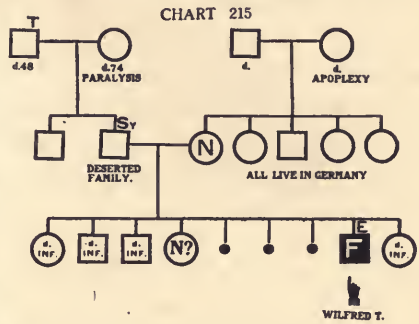 CHART 215
T
d.48
d.74
PARALYSIS
d.
d.
APOPLEXY
SY
N
DESERTED
FAMILY.
ALL LIVE IN GERMANY
d.
INF.
d.
INF.
d.
INF.
N?
E
F
d.
INF.
WILFRED T.